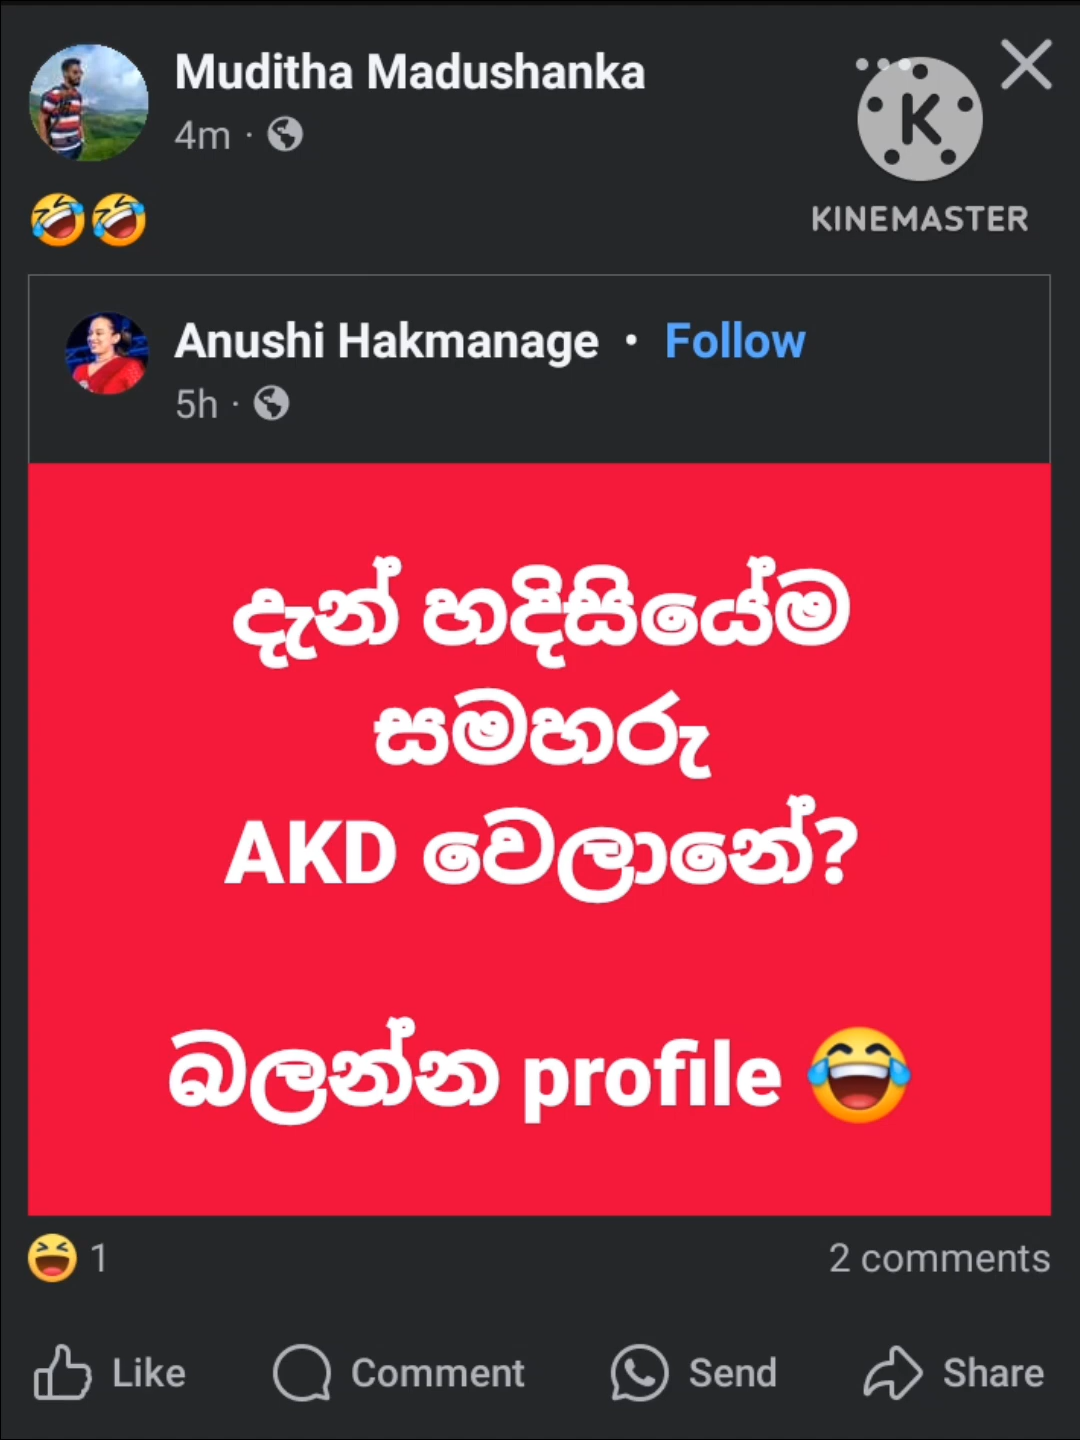 Muditha Madushanka
4m ·
🤣🤣
K
KINEMASTER
Anushi Hakmanage • Follow
5h ·
දැන් හදිසියේම
සමහරු
AKD වෙලානේ?
බලන්න profile 😂
😆 1
2 comments
Like
Comment
Send
Share